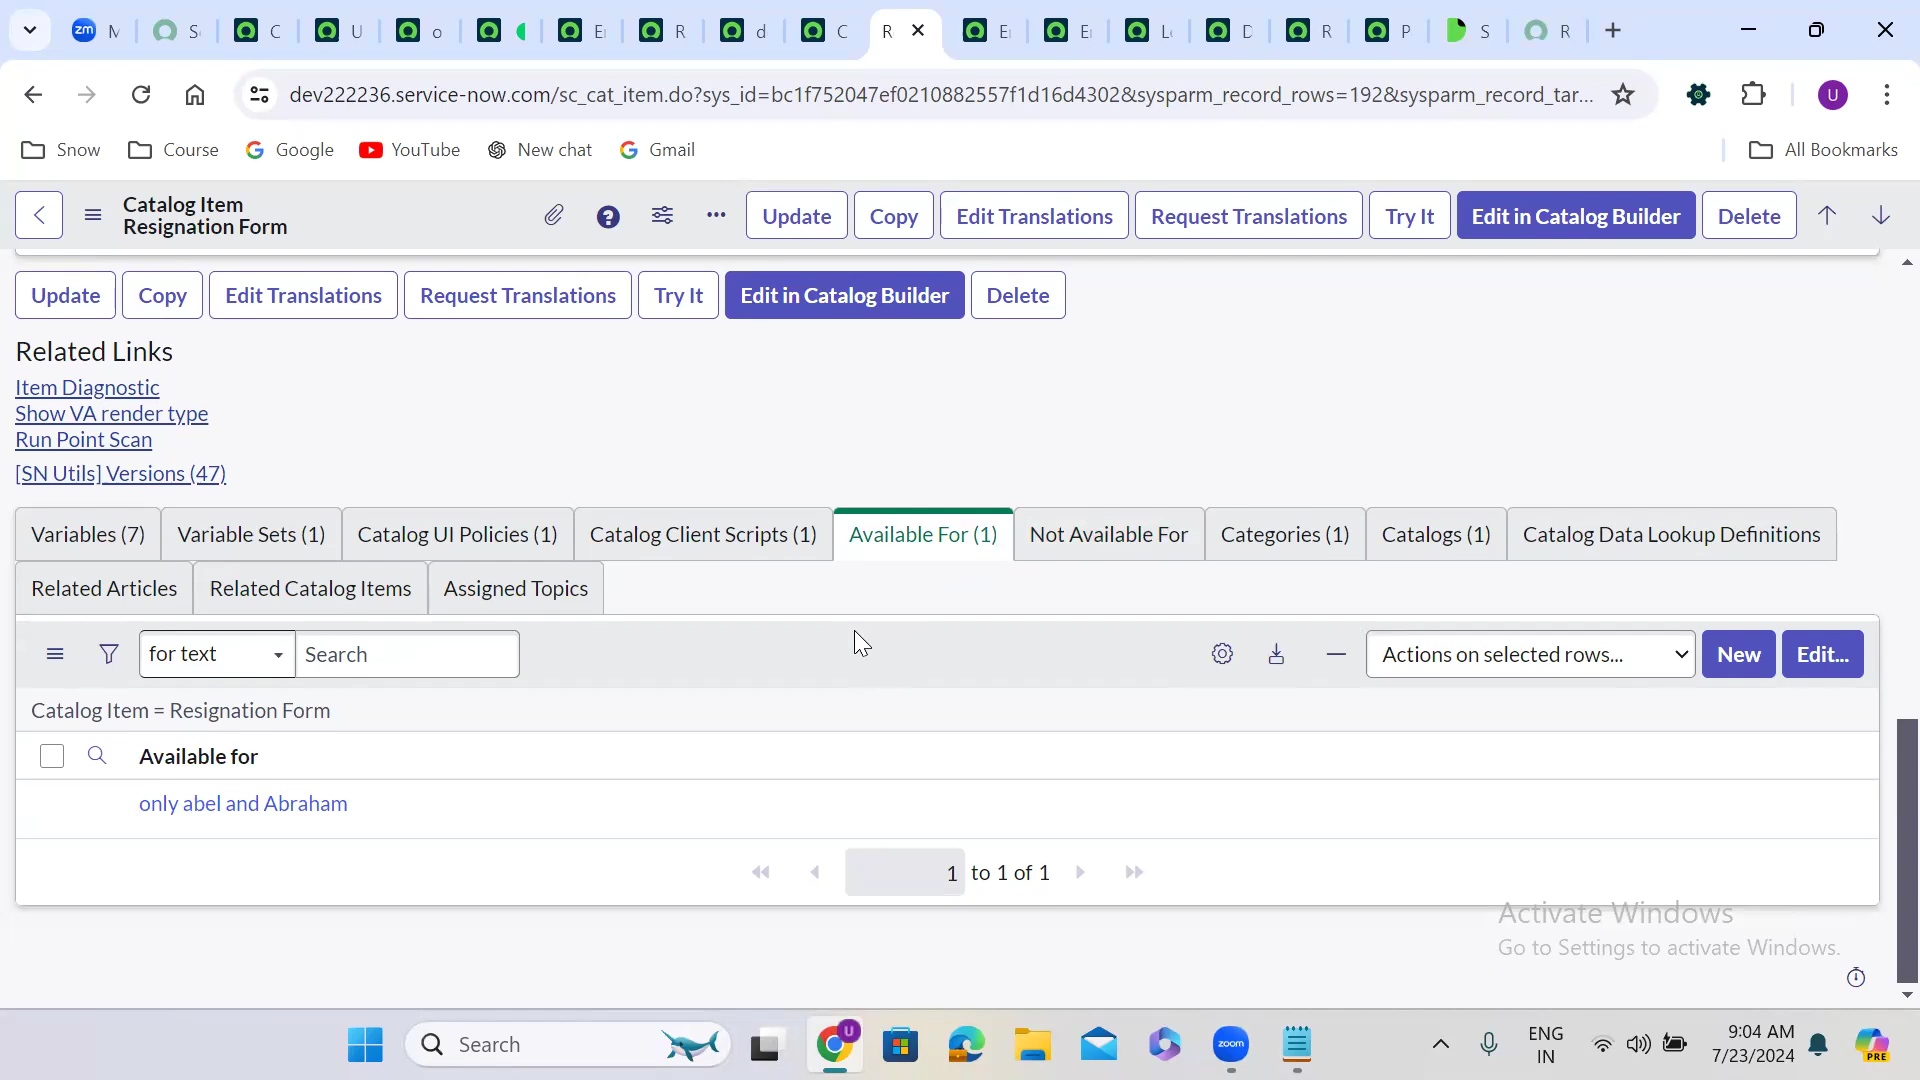 zm M S C U o E R d C R E E L D R P S R
dev222236.service-now.com/sc_cat_item.do?sys_id=bc1f752047ef0210882557f1d16d4302&sysparm_record_rows=192&sysparm_record_tar...
U
Snow Course Google YouTube New chat Gmail All Bookmarks
Catalog Item
Resignation Form
Update Copy Edit Translations Request Translations Try It Edit in Catalog Builder Delete
Update Copy Edit Translations Request Translations Try It Edit in Catalog Builder Delete
Related Links
Item Diagnostic
Show VA render type
Run Point Scan
[SN Utils] Versions (47)
Variables (7) Variable Sets (1) Catalog UI Policies (1) Catalog Client Scripts (1) Available For (1) Not Available For Categories (1) Catalogs (1) Catalog Data Lookup Definitions
Related Articles Related Catalog Items Assigned Topics
for text Search Actions on selected rows... New Edit...
Catalog Item = Resignation Form
Available for
only abel and Abraham
1 to 1 of 1
Activate Windows
Go to Settings to activate Windows.
Search U zoom ENG
IN
9:04 AM
7/23/2024
PRE